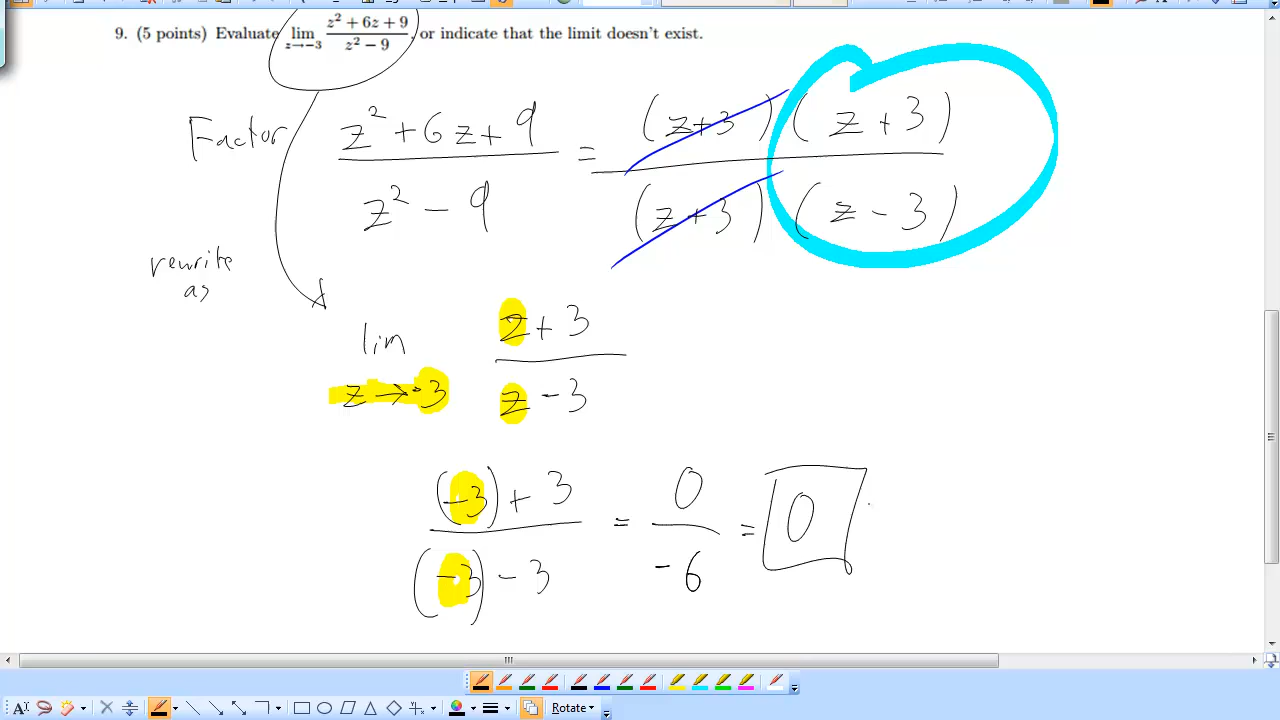 9. (5 points) Evaluate lim z→−3 z² + 6z + 9 / z² − 9, or indicate that the limit doesn't exist.
Factor z² + 6z + 9 / z² − 9 = (z+3)(z+3) / (z+3)(z−3)
rewrite
as
lim z→-3 z + 3 / z − 3
(−3) + 3 / (−3) − 3 = 0 / −6 = 0
Rotate